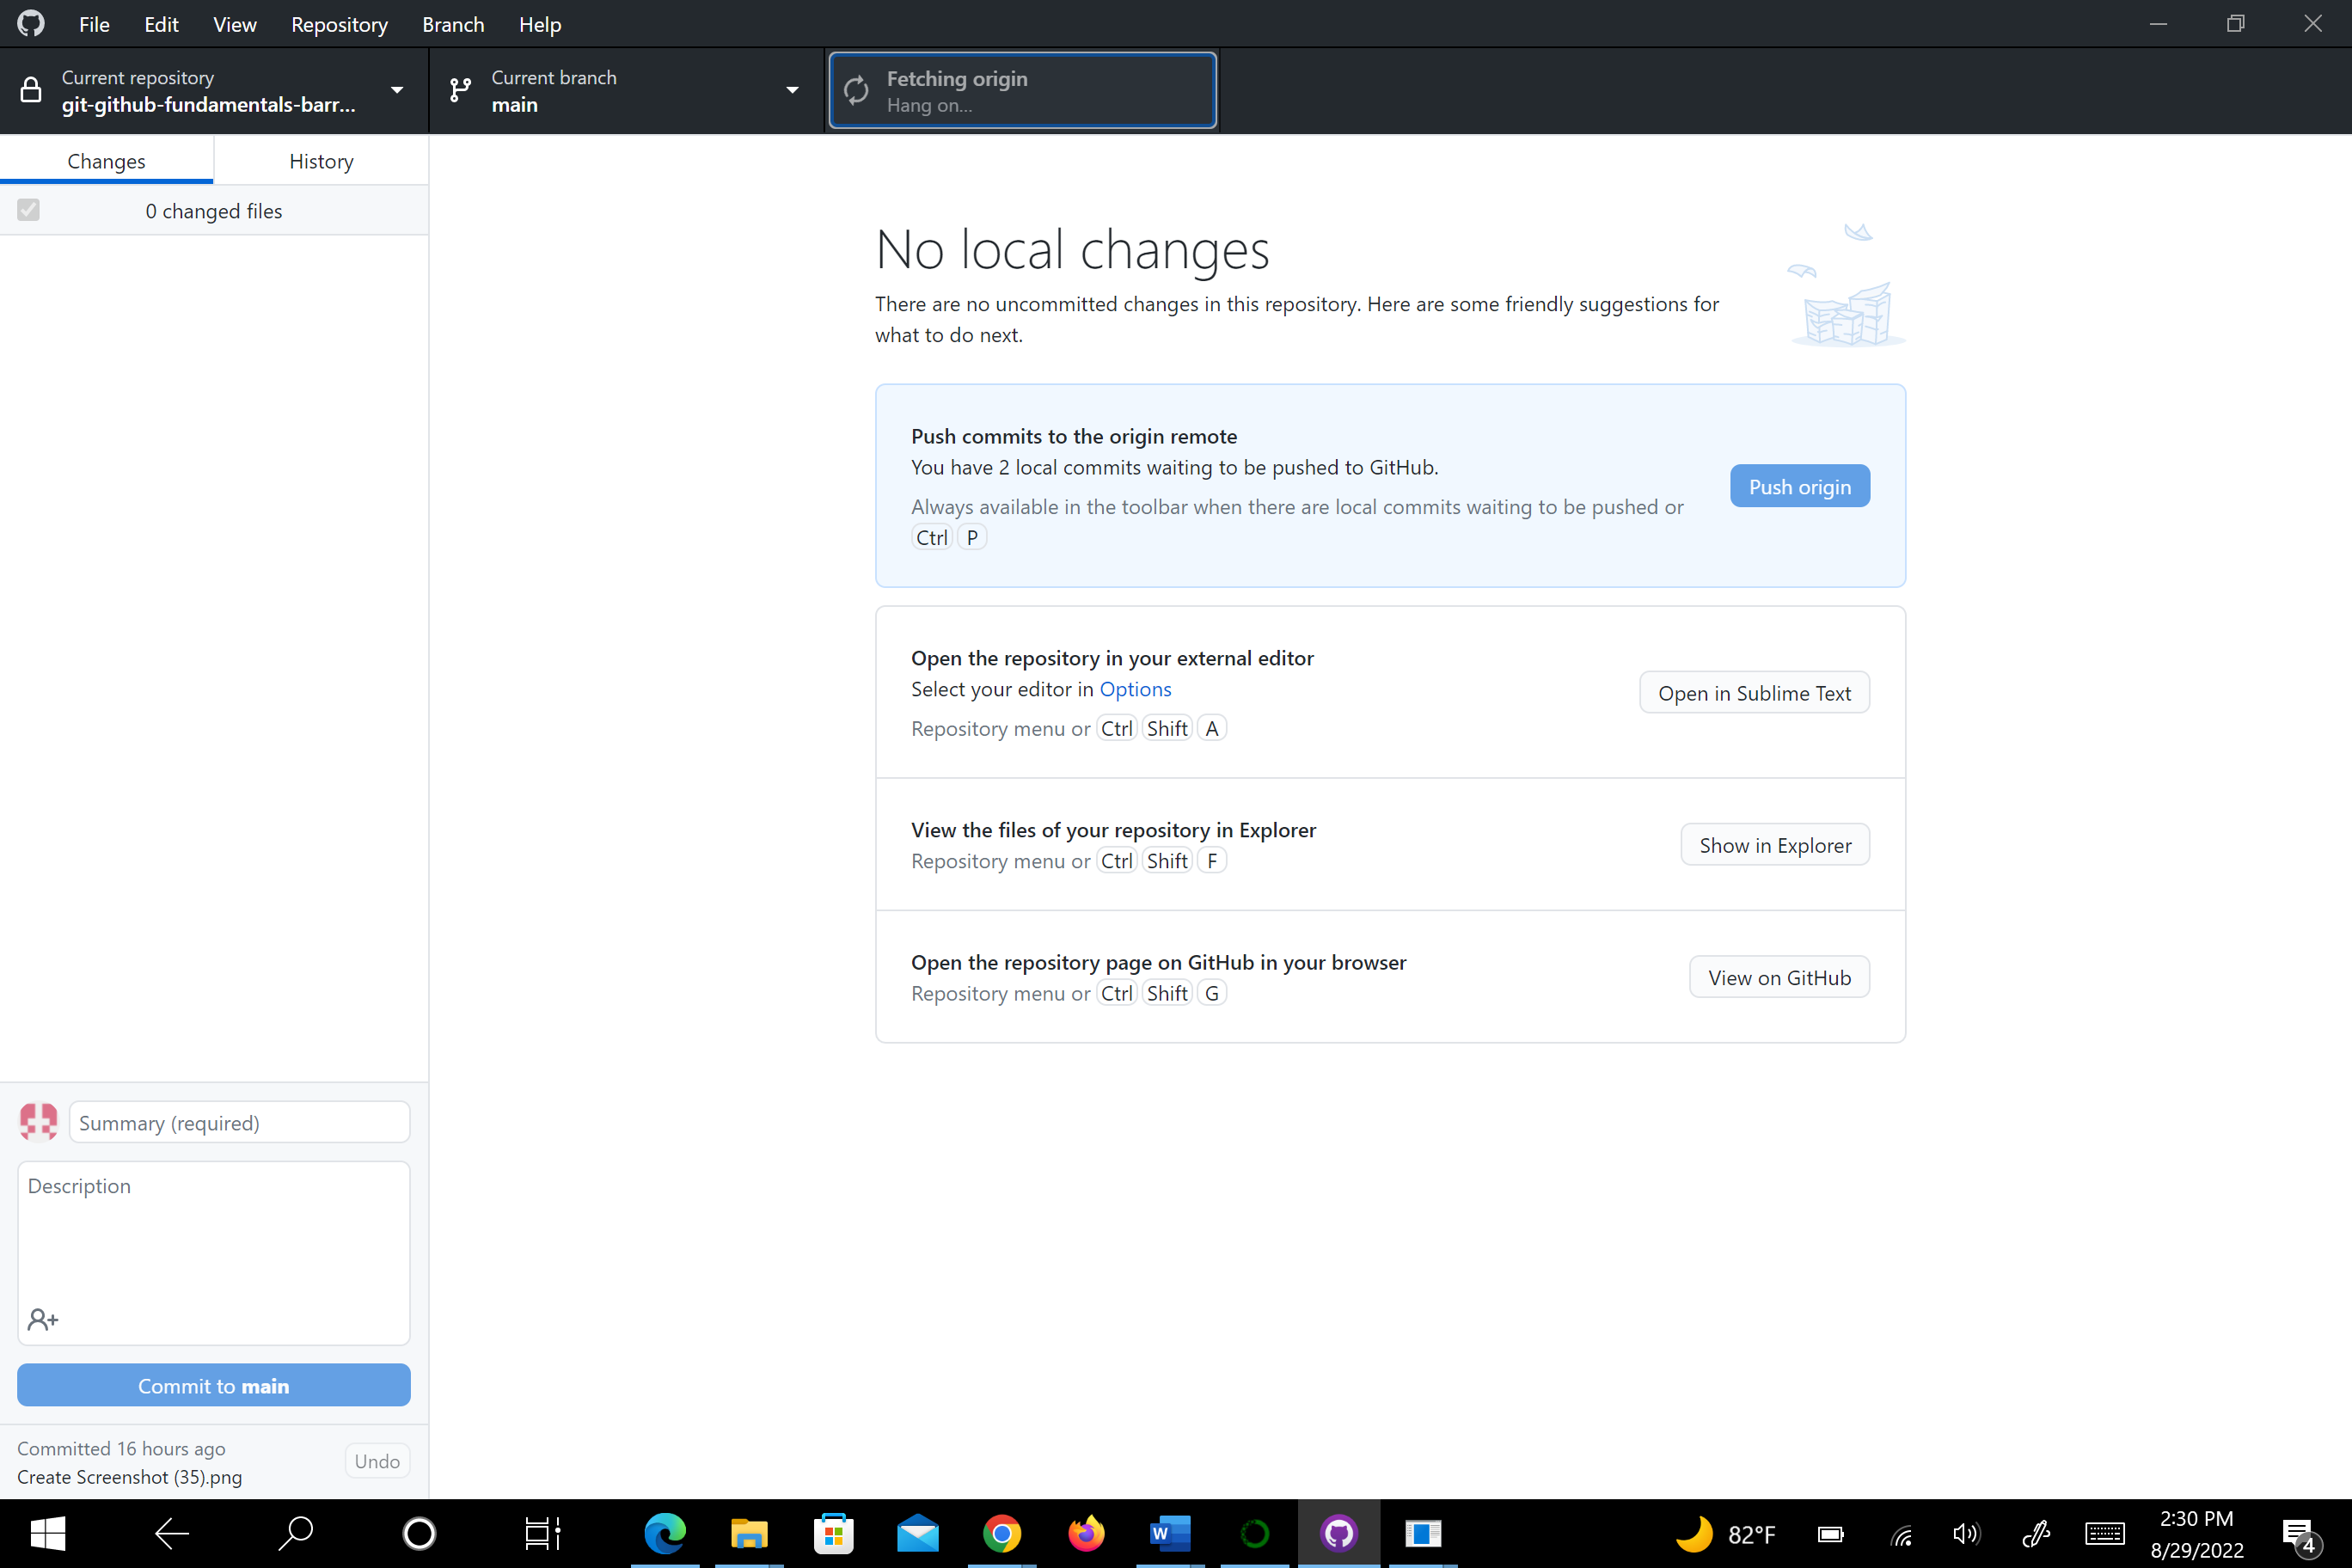 File Edit View Repository Branch Help
Current repository
git-github-fundamentals-barr...
Current branch
main
Fetching origin
Hang on...
Changes History
0 changed files
No local changes
There are no uncommitted changes in this repository. Here are some friendly suggestions for
what to do next.
Push commits to the origin remote
You have 2 local commits waiting to be pushed to GitHub.
Always available in the toolbar when there are local commits waiting to be pushed or
Ctrl P
Push origin
Open the repository in your external editor
Select your editor in Options
Repository menu or Ctrl Shift A
Open in Sublime Text
View the files of your repository in Explorer
Repository menu or Ctrl Shift F
Show in Explorer
Open the repository page on GitHub in your browser
Repository menu or Ctrl Shift G
View on GitHub
Summary (required)
Description
Commit to main
Committed 16 hours ago
Create Screenshot (35).png
Undo
W
82°F
2:30 PM
8/29/2022
4